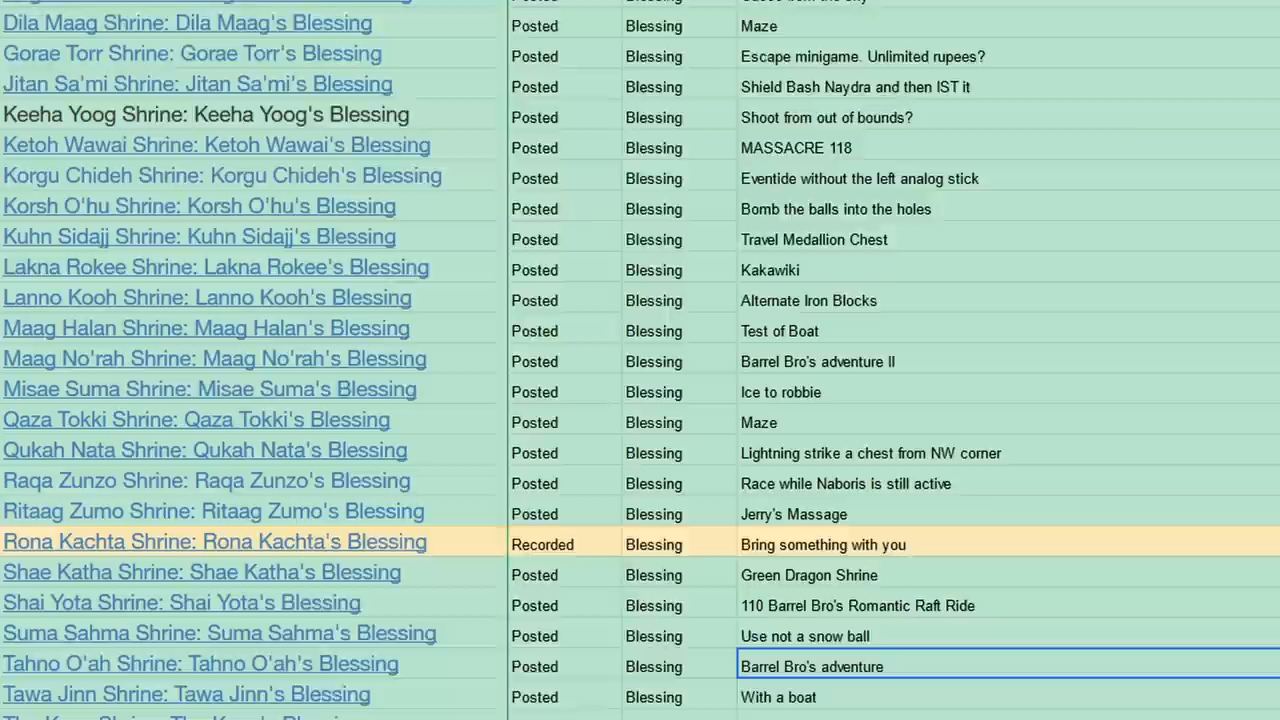 Dila Maag Shrine: Dila Maag's Blessing Posted Blessing Maze
Gorae Torr Shrine: Gorae Torr's Blessing Posted Blessing Escape minigame. Unlimited rupees?
Jitan Sa'mi Shrine: Jitan Sa'mi's Blessing Posted Blessing Shield Bash Naydra and then IST it
Keeha Yoog Shrine: Keeha Yoog's Blessing Posted Blessing Shoot from out of bounds?
Ketoh Wawai Shrine: Ketoh Wawai's Blessing Posted Blessing MASSACRE 118
Korgu Chideh Shrine: Korgu Chideh's Blessing Posted Blessing Eventide without the left analog stick
Korsh O'hu Shrine: Korsh O'hu's Blessing Posted Blessing Bomb the balls into the holes
Kuhn Sidajj Shrine: Kuhn Sidajj's Blessing Posted Blessing Travel Medallion Chest
Lakna Rokee Shrine: Lakna Rokee's Blessing Posted Blessing Kakawiki
Lanno Kooh Shrine: Lanno Kooh's Blessing Posted Blessing Alternate Iron Blocks
Maag Halan Shrine: Maag Halan's Blessing Posted Blessing Test of Boat
Maag No'rah Shrine: Maag No'rah's Blessing Posted Blessing Barrel Bro's adventure II
Misae Suma Shrine: Misae Suma's Blessing Posted Blessing Ice to robbie
Qaza Tokki Shrine: Qaza Tokki's Blessing Posted Blessing Maze
Qukah Nata Shrine: Qukah Nata's Blessing Posted Blessing Lightning strike a chest from NW corner
Raqa Zunzo Shrine: Raqa Zunzo's Blessing Posted Blessing Race while Naboris is still active
Ritaag Zumo Shrine: Ritaag Zumo's Blessing Posted Blessing Jerry's Massage
Rona Kachta Shrine: Rona Kachta's Blessing Recorded Blessing Bring something with you
Shae Katha Shrine: Shae Katha's Blessing Posted Blessing Green Dragon Shrine
Shai Yota Shrine: Shai Yota's Blessing Posted Blessing 110 Barrel Bro's Romantic Raft Ride
Suma Sahma Shrine: Suma Sahma's Blessing Posted Blessing Use not a snow ball
Tahno O'ah Shrine: Tahno O'ah's Blessing Posted Blessing Barrel Bro's adventure
Tawa Jinn Shrine: Tawa Jinn's Blessing Posted Blessing With a boat